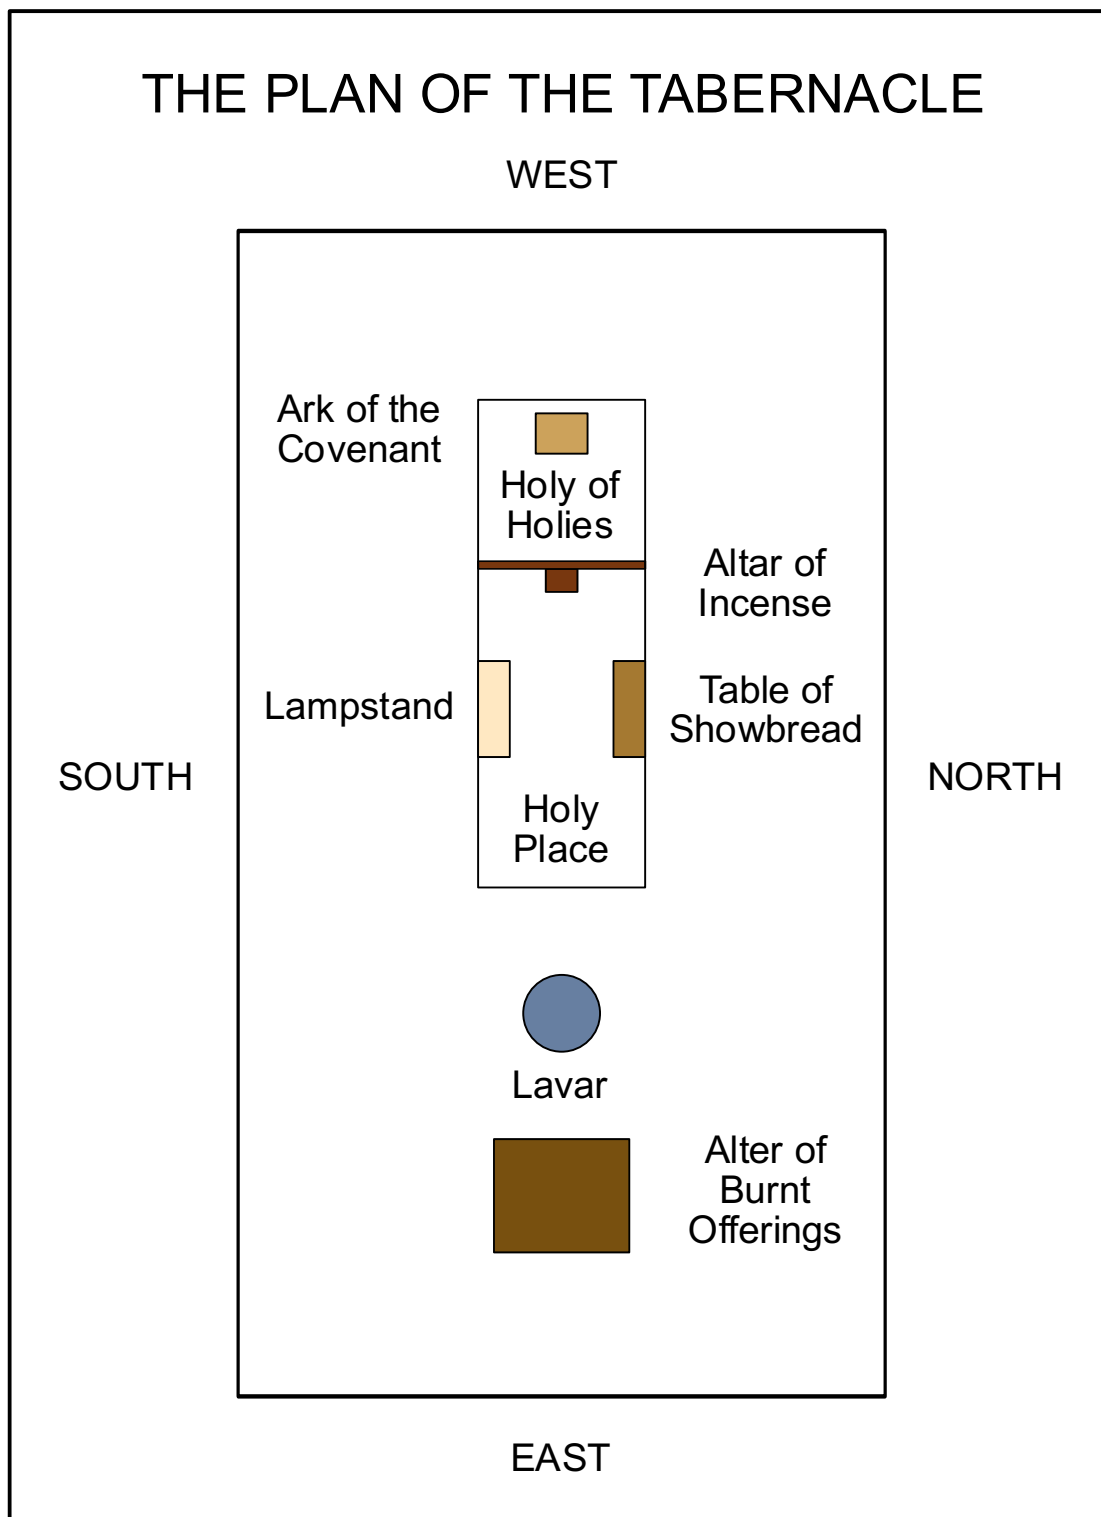 THE PLAN OF THE TABERNACLE
WEST
Ark of the
Covenant
Holy of
Holies
Altar of
Incense
Lampstand
Table of
Showbread
SOUTH
NORTH
Holy
Place
Lavar
Alter of
Burnt
Offerings
EAST